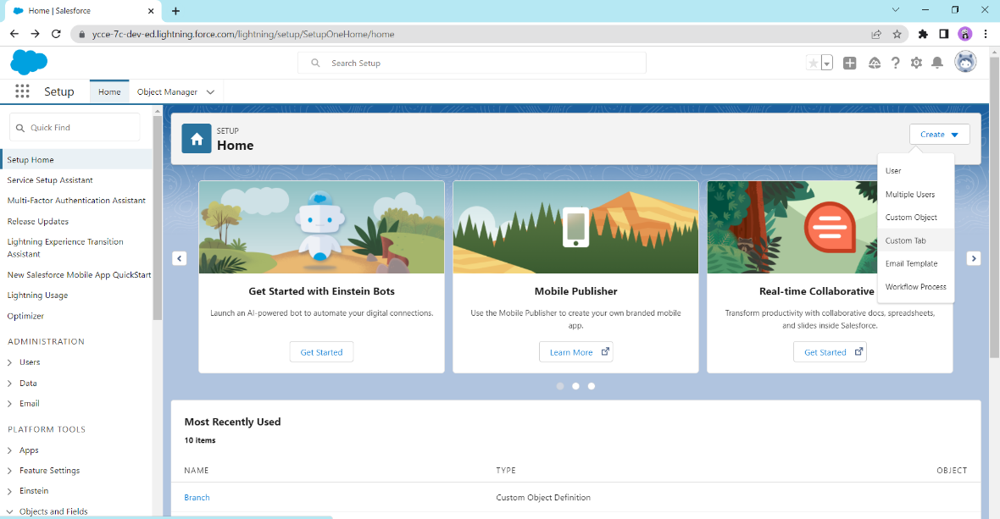 Home | Salesforce
ycce-7c-dev-ed.lightning.force.com/lightning/setup/SetupOneHome/home
Search Setup
Setup
Home
Object Manager
Quick Find
Setup Home
Service Setup Assistant
Multi-Factor Authentication Assistant
Release Updates
Lightning Experience Transition
Assistant
New Salesforce Mobile App QuickStart
Lightning Usage
Optimizer
ADMINISTRATION
Users
Data
Email
PLATFORM TOOLS
Apps
Feature Settings
Einstein
Objects and Fields
SETUP
Home
Create
User
Multiple Users
Custom Object
Custom Tab
Email Template
Workflow Process
Get Started with Einstein Bots
Launch an AI-powered bot to automate your digital connections.
Get Started
Mobile Publisher
Use the Mobile Publisher to create your own branded mobile
app.
Learn More
Real-time Collaborative
Transform productivity with collaborative docs, spreadsheets,
and slides inside Salesforce.
Get Started
Most Recently Used
10 items
NAME
TYPE
OBJECT
Branch
Custom Object Definition